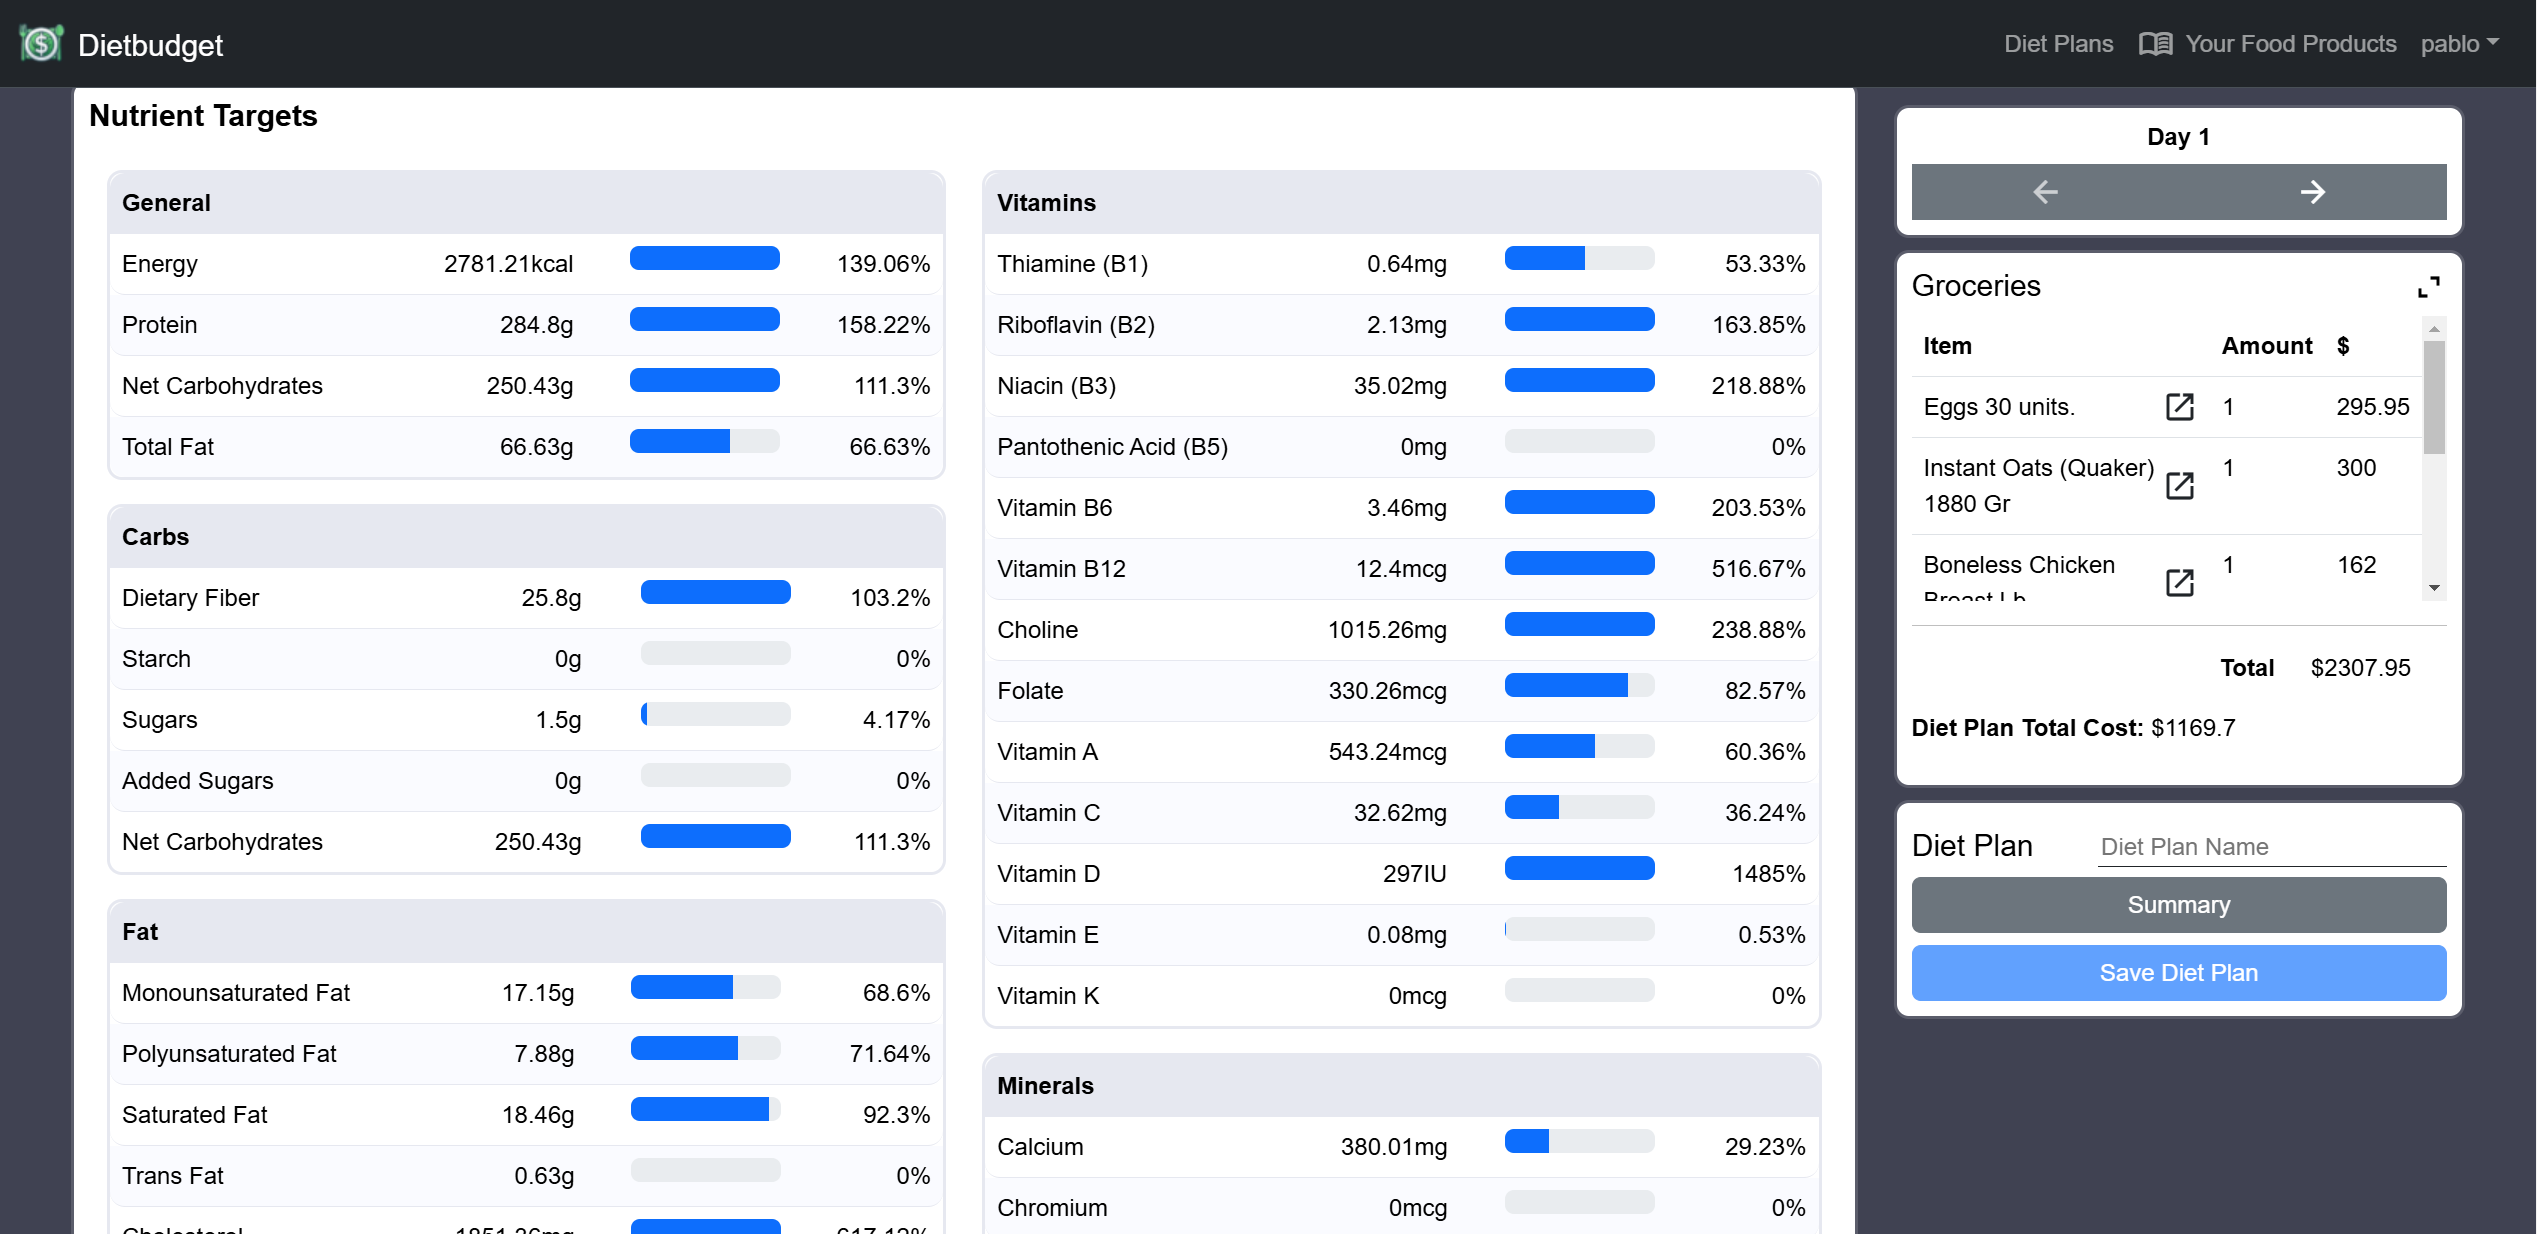 Dietbudget
Diet Plans Your Food Products pablo
Nutrient Targets
General
Energy 2781.21kcal 139.06%
Protein 284.8g 158.22%
Net Carbohydrates 250.43g 111.3%
Total Fat 66.63g 66.63%
Carbs
Dietary Fiber 25.8g 103.2%
Starch 0g 0%
Sugars 1.5g 4.17%
Added Sugars 0g 0%
Net Carbohydrates 250.43g 111.3%
Fat
Monounsaturated Fat 17.15g 68.6%
Polyunsaturated Fat 7.88g 71.64%
Saturated Fat 18.46g 92.3%
Trans Fat 0.63g 0%
Cholesterol 1851.36mg 617.12%
Vitamins
Thiamine (B1) 0.64mg 53.33%
Riboflavin (B2) 2.13mg 163.85%
Niacin (B3) 35.02mg 218.88%
Pantothenic Acid (B5) 0mg 0%
Vitamin B6 3.46mg 203.53%
Vitamin B12 12.4mcg 516.67%
Choline 1015.26mg 238.88%
Folate 330.26mcg 82.57%
Vitamin A 543.24mcg 60.36%
Vitamin C 32.62mg 36.24%
Vitamin D 297IU 1485%
Vitamin E 0.08mg 0.53%
Vitamin K 0mcg 0%
Minerals
Calcium 380.01mg 29.23%
Chromium 0mcg 0%
Day 1
Groceries
Item Amount $
Eggs 30 units. 1 295.95
Instant Oats (Quaker) 1 300
1880 Gr
Boneless Chicken 1 162
Breast Lb
Total $2307.95
Diet Plan Total Cost: $1169.7
Diet Plan Diet Plan Name
Summary
Save Diet Plan